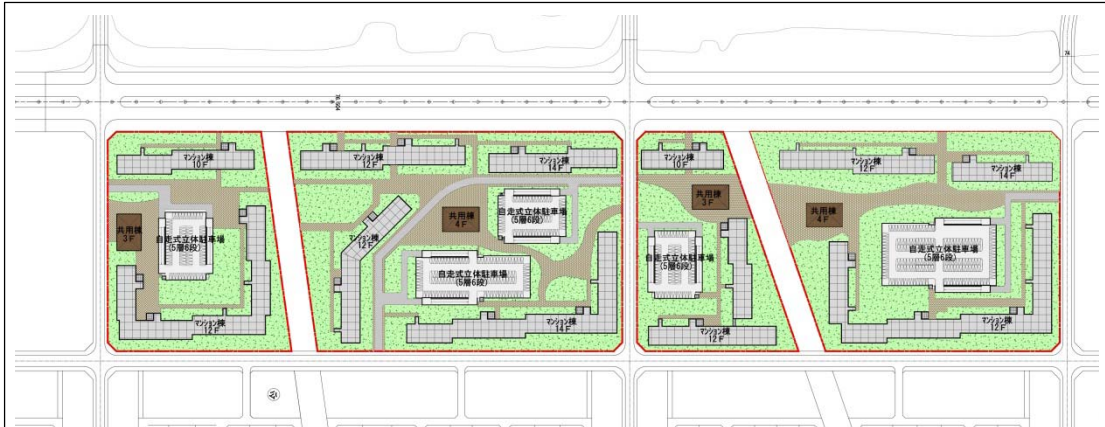 74
マンション棟
10F
マンション棟
12F
マンション棟
14F
マンション棟
10F
マンション棟
12F
マンション棟
14F
共用棟
3F
自走式立体駐車場
(5層6段)
マンション棟
12F
マンション棟
12F
共用棟
4F
自走式立体駐車場
(5層6段)
自走式立体駐車場
(5層6段)
マンション棟
14F
共用棟
3F
自走式立体駐車場
(5層6段)
マンション棟
12F
共用棟
4F
自走式立体駐車場
(5層6段)
マンション棟
12F